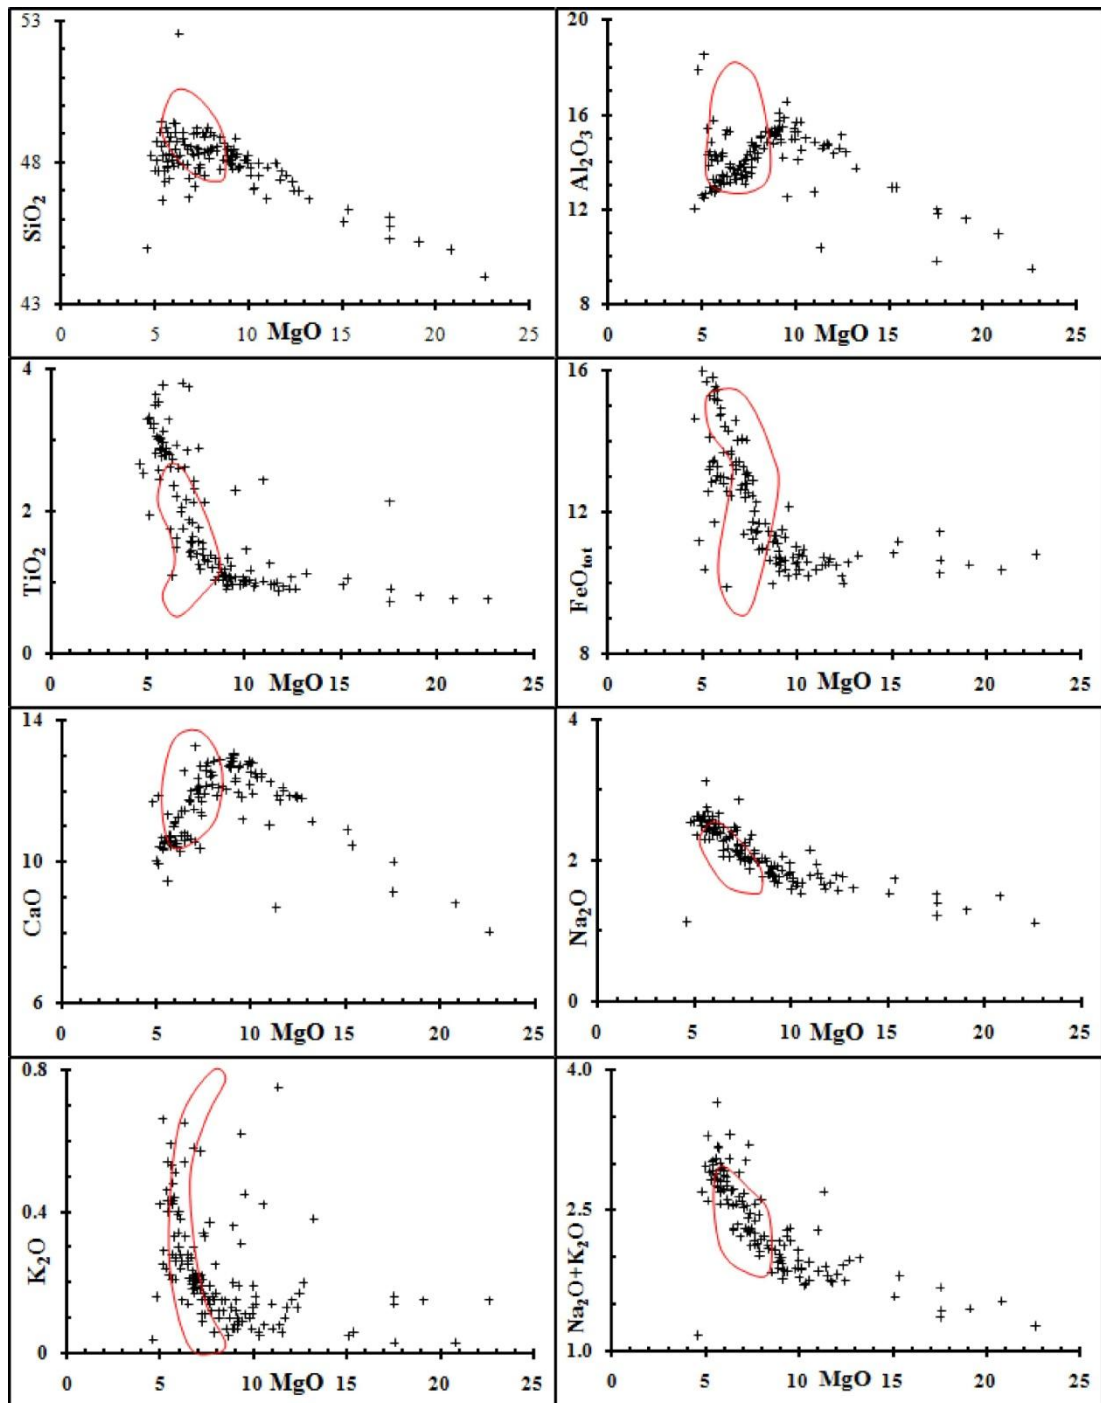 53
48
43
SiO₂
0 5 MgO 10 15 20 25
20
16
12
8
Al₂O₃
0 5 10 MgO 15 20 25
4
2
0
TiO₂
0 5 MgO 10 15 20 25
16
12
8
FeOtot
0 5 10 MgO 15 20 25
14
10
6
CaO
0 5 MgO 10 15 20 25
4
2
0
Na₂O
0 5 10 MgO 15 20 25
0.8
0.4
0
K₂O
0 5 10 MgO 15 20 25
4.0
2.5
1.0
Na₂O+K₂O
0 5 10 MgO 15 20 25